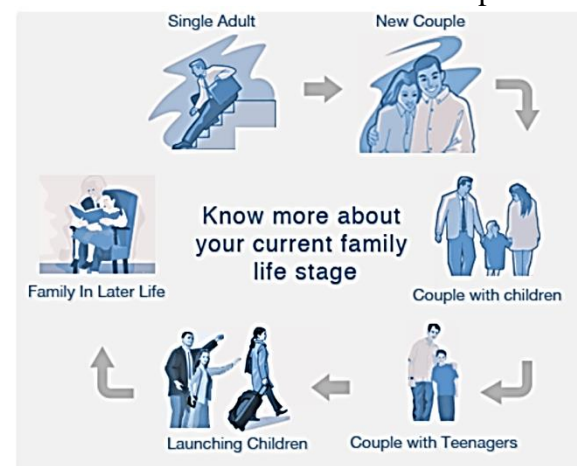 Single Adult
New Couple
Know more about
your current family
life stage
Couple with children
Couple with Teenagers
Launching Children
Family In Later Life